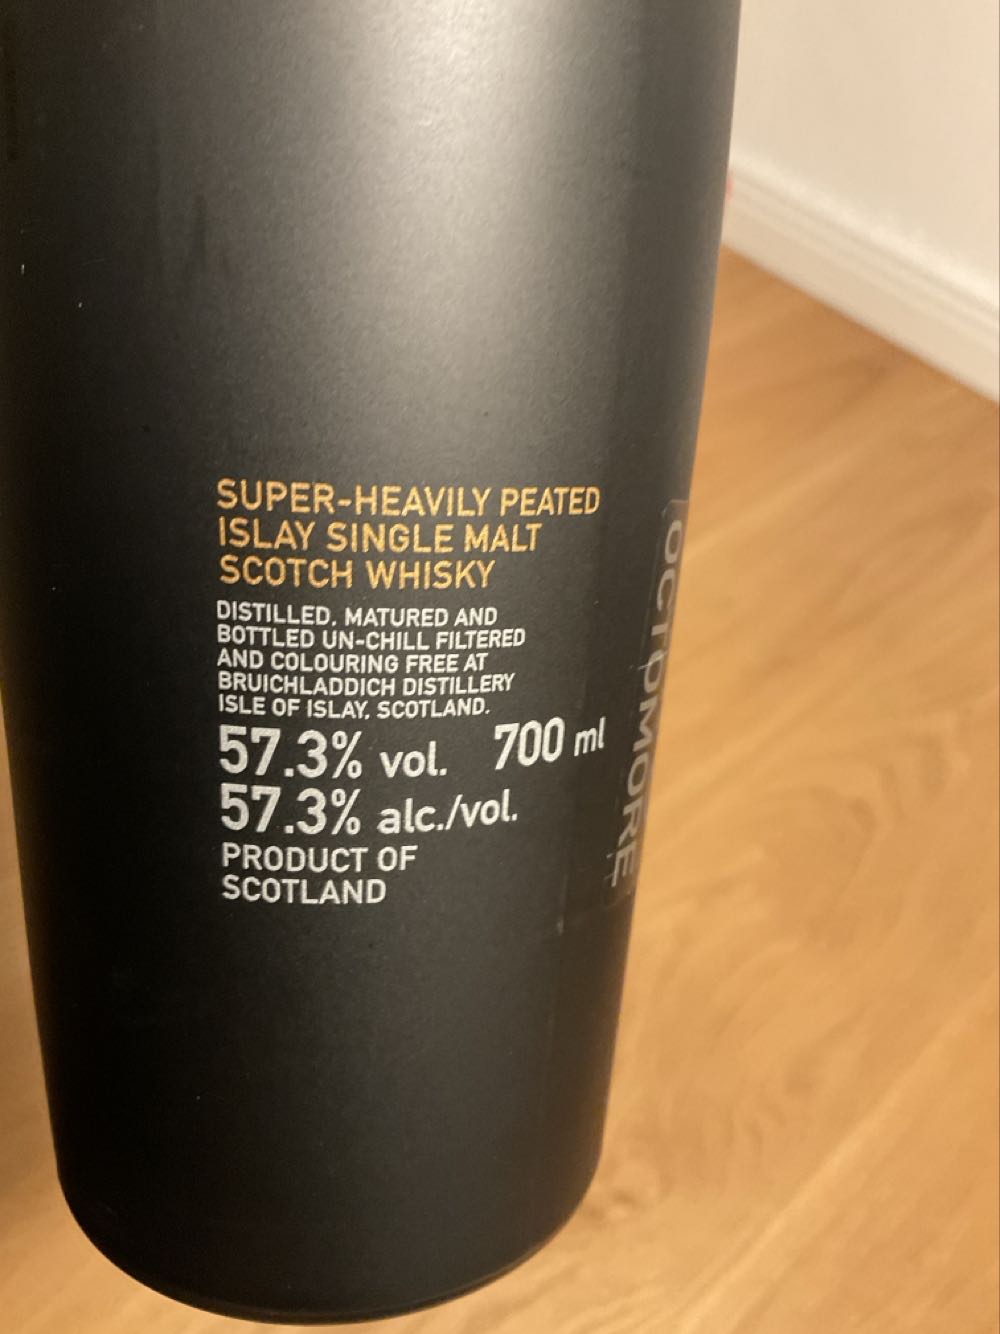 SUPER-HEAVILY PEATED
ISLAY SINGLE MALT
SCOTCH WHISKY
DISTILLED, MATURED AND
BOTTLED UN-CHILL FILTERED
AND COLOURING FREE AT
BRUICHLADDICH DISTILLERY
ISLE OF ISLAY, SCOTLAND.
57.3% vol. 700 ml
57.3% alc./vol.
PRODUCT OF
SCOTLAND
OCTOMORE